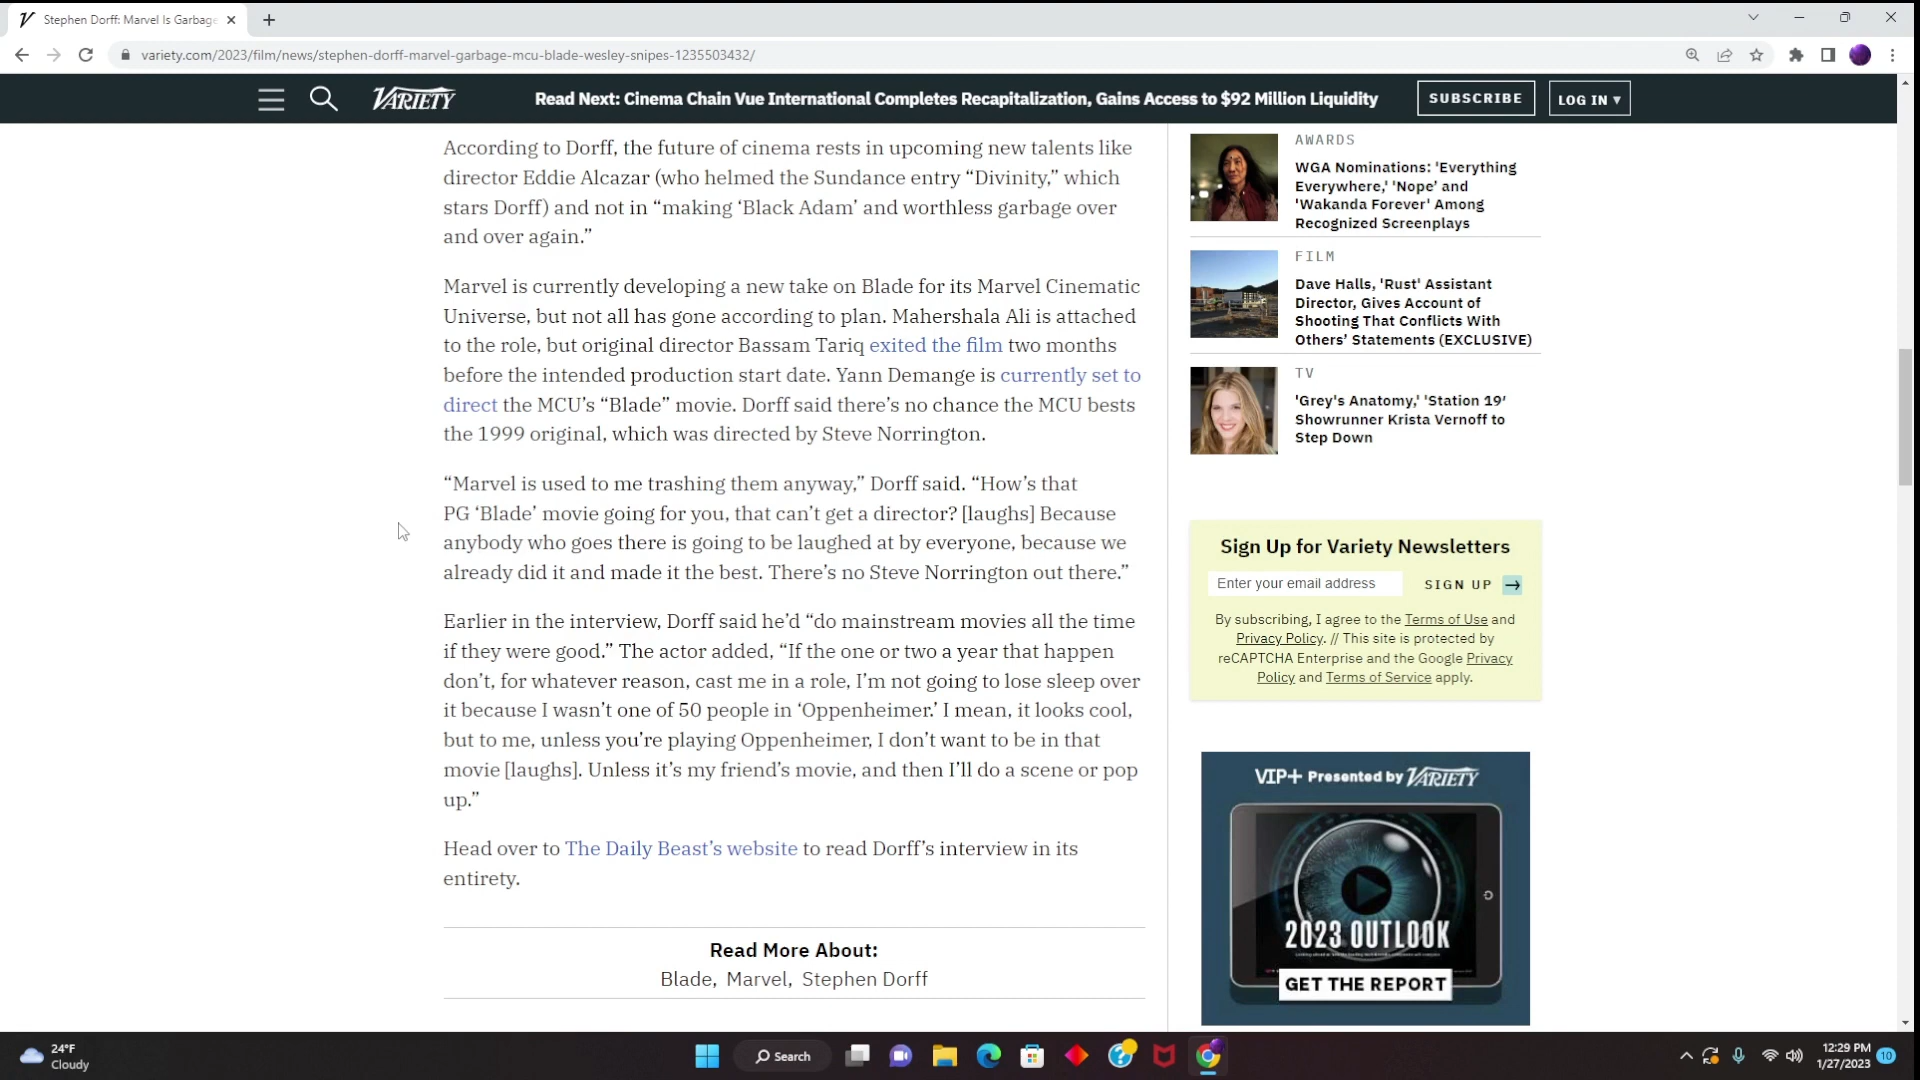 Stephen Dorff: Marvel Is Garbage
variety.com/2023/film/news/stephen-dorff-marvel-garbage-mcu-blade-wesley-snipes-1235503432/
VARIETY
Read Next: Cinema Chain Vue International Completes Recapitalization, Gains Access to $92 Million Liquidity
SUBSCRIBE
LOG IN ▾
According to Dorff, the future of cinema rests in upcoming new talents like
director Eddie Alcazar (who helmed the Sundance entry “Divinity,” which
stars Dorff) and not in “making ‘Black Adam’ and worthless garbage over
and over again.”
Marvel is currently developing a new take on Blade for its Marvel Cinematic
Universe, but not all has gone according to plan. Mahershala Ali is attached
to the role, but original director Bassam Tariq exited the film two months
before the intended production start date. Yann Demange is currently set to
direct the MCU’s “Blade” movie. Dorff said there’s no chance the MCU bests
the 1999 original, which was directed by Steve Norrington.
“Marvel is used to me trashing them anyway,” Dorff said. “How’s that
PG ‘Blade’ movie going for you, that can’t get a director? [laughs] Because
anybody who goes there is going to be laughed at by everyone, because we
already did it and made it the best. There’s no Steve Norrington out there.”
Earlier in the interview, Dorff said he’d “do mainstream movies all the time
if they were good.” The actor added, “If the one or two a year that happen
don’t, for whatever reason, cast me in a role, I’m not going to lose sleep over
it because I wasn’t one of 50 people in ‘Oppenheimer.’ I mean, it looks cool,
but to me, unless you’re playing Oppenheimer, I don’t want to be in that
movie [laughs]. Unless it’s my friend’s movie, and then I’ll do a scene or pop
up.”
Head over to The Daily Beast’s website to read Dorff’s interview in its
entirety.
Read More About:
Blade, Marvel, Stephen Dorff
AWARDS
WGA Nominations: 'Everything
Everywhere,' 'Nope’ and
'Wakanda Forever' Among
Recognized Screenplays
FILM
Dave Halls, 'Rust' Assistant
Director, Gives Account of
Shooting That Conflicts With
Others’ Statements (EXCLUSIVE)
TV
'Grey's Anatomy,' 'Station 19′
Showrunner Krista Vernoff to
Step Down
Sign Up for Variety Newsletters
Enter your email address
SIGN UP →
By subscribing, I agree to the Terms of Use and
Privacy Policy. // This site is protected by
reCAPTCHA Enterprise and the Google Privacy
Policy and Terms of Service apply.
VIP+ Presented by VARIETY
2023 OUTLOOK
GET THE REPORT
24°F
Cloudy
Search
12:29 PM
1/27/2023
10